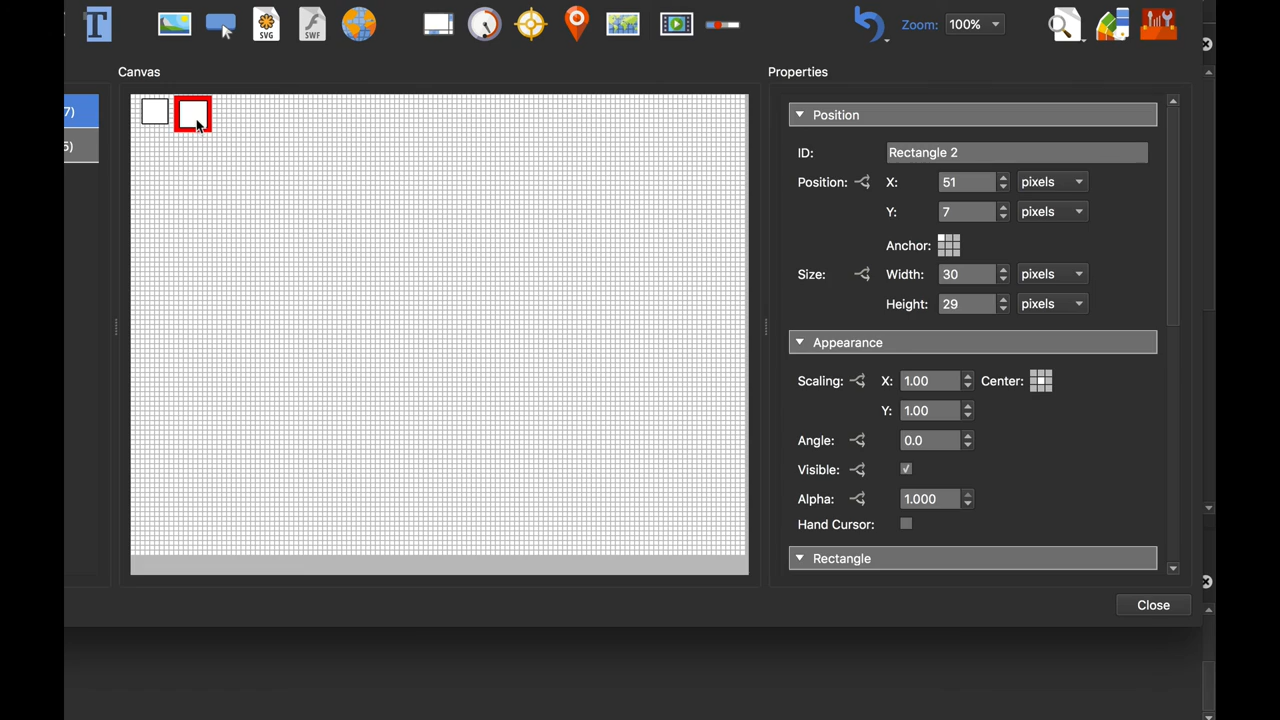 T
SVG
SWF
Zoom: 100%
Canvas
Properties
7)
5)
Position
ID: Rectangle 2
Position: X: 51 pixels
Y: 7 pixels
Anchor:
Size: Width: 30 pixels
Height: 29 pixels
Appearance
Scaling: X: 1.00 Center:
Y: 1.00
Angle: 0.0
Visible:
Alpha: 1.000
Hand Cursor:
Rectangle
Close